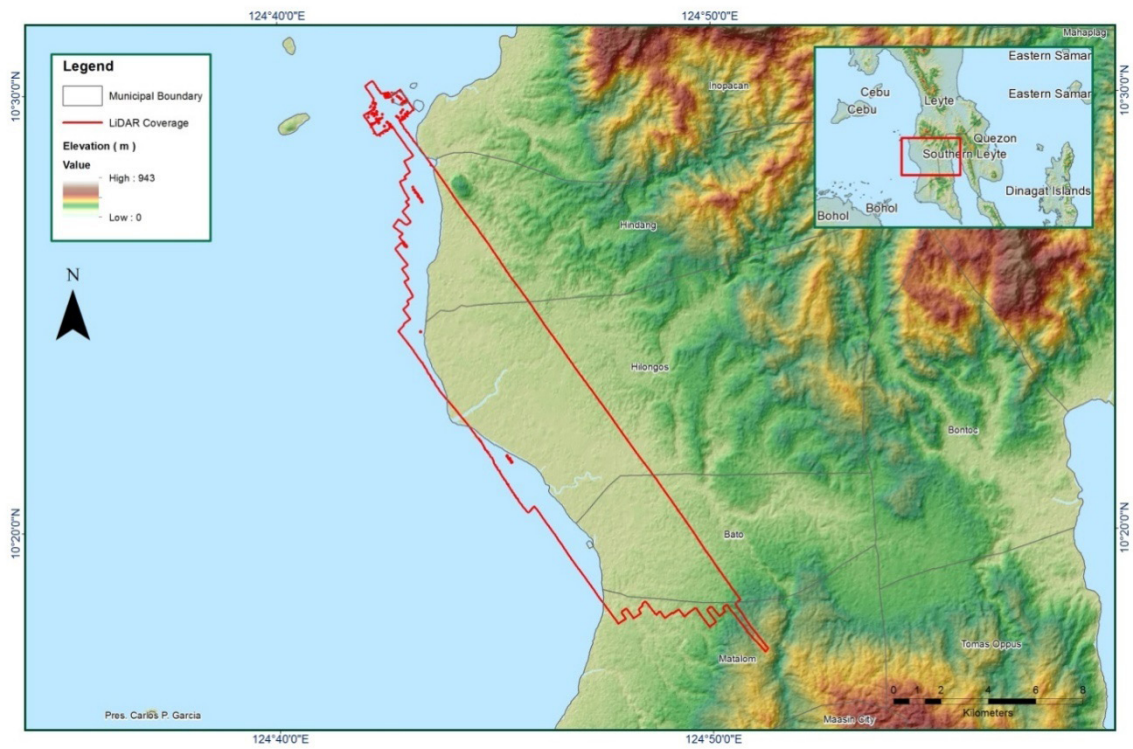 124°40'0"E
124°50'0"E
Mahaplag
Legend
Municipal Boundary
LiDAR Coverage
Elevation ( m )
Value
High : 943
Low : 0
10°30'0"N
10°30'0"N
Inopacan
Eastern Samar
Cebu
Cebu
Leyte
Eastern Samar
Quezon
Southern Leyte
Dinagat Islands
Bohol
Bohol
N
Hindang
Hilongos
Bontoc
10°20'0"N
10°20'0"N
Bato
Matalom
Tomas Oppus
0 2 4 6 8
Kilometers
Pres. Carlos P. Garcia
Maasin City
124°40'0"E
124°50'0"E